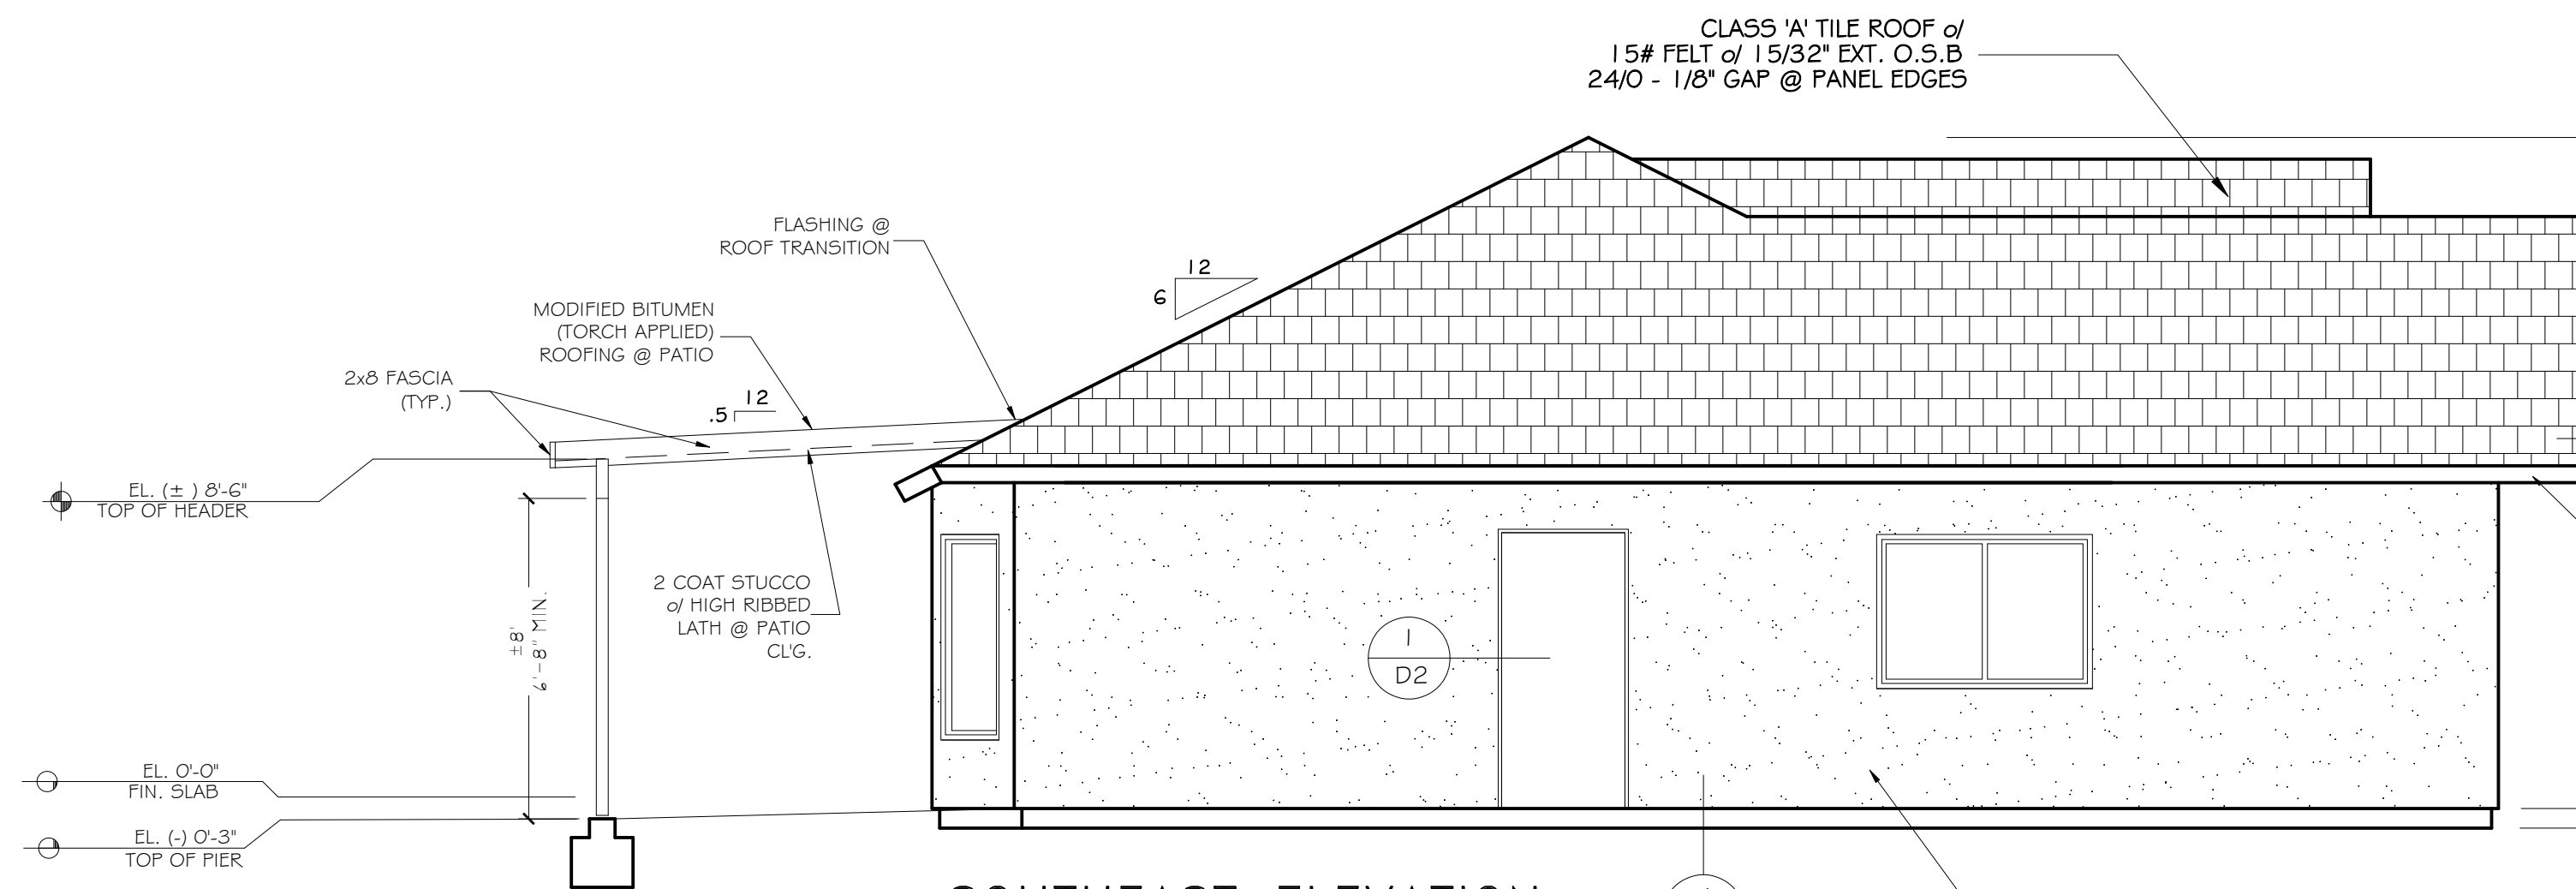 CLASS 'A' TILE ROOF o/
15# FELT o/ 15/32" EXT. O.S.B
24/0 - 1/8" GAP @ PANEL EDGES
FLASHING @
ROOF TRANSITION
12
6
MODIFIED BITUMEN
(TORCH APPLIED)
ROOFING @ PATIO
2x8 FASCIA
(TYP.)
12
.5
EL. (±) 8'-6"
TOP OF HEADER
2 COAT STUCCO
o/ HIGH RIBBED
LATH @ PATIO
CL'G.
±8'
6'-8" MIN.
1
D2
EL. 0'-0"
FIN. SLAB
EL. (-) 0'-3"
TOP OF PIER
SOUTHEAST ELEVATION